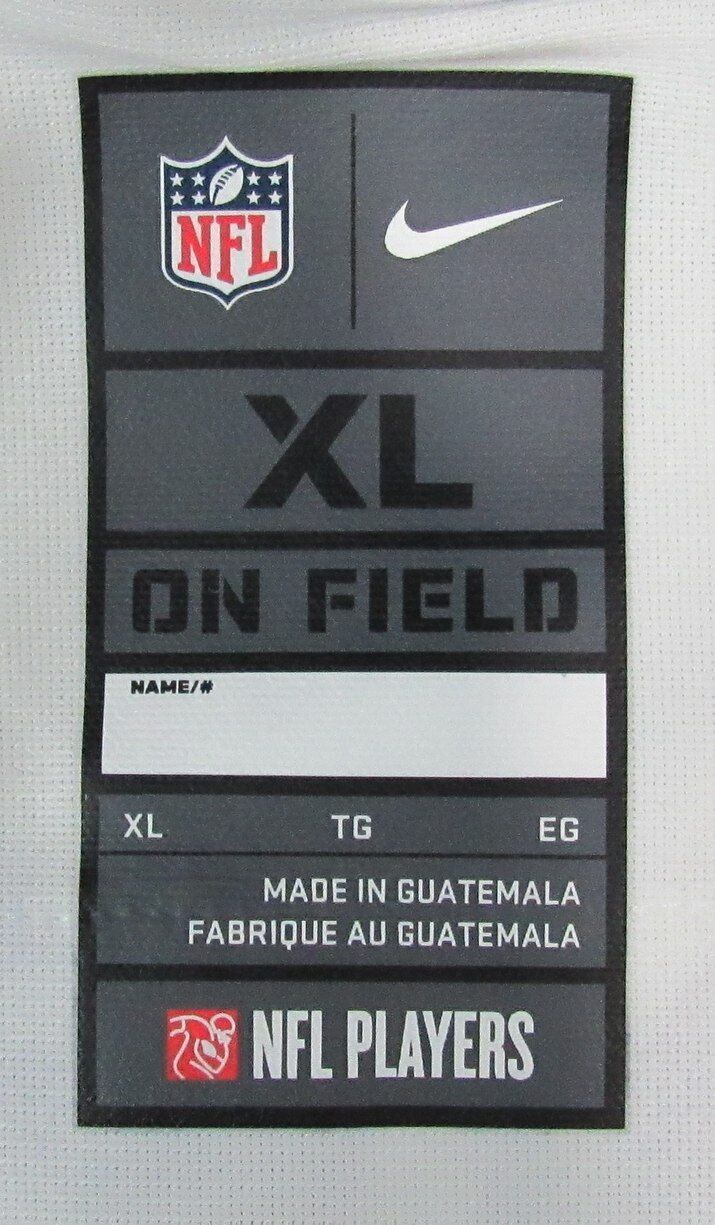 NFL
XL
ON FIELD
NAME/#
XL TG EG
MADE IN GUATEMALA
FABRIQUE AU GUATEMALA
NFL PLAYERS